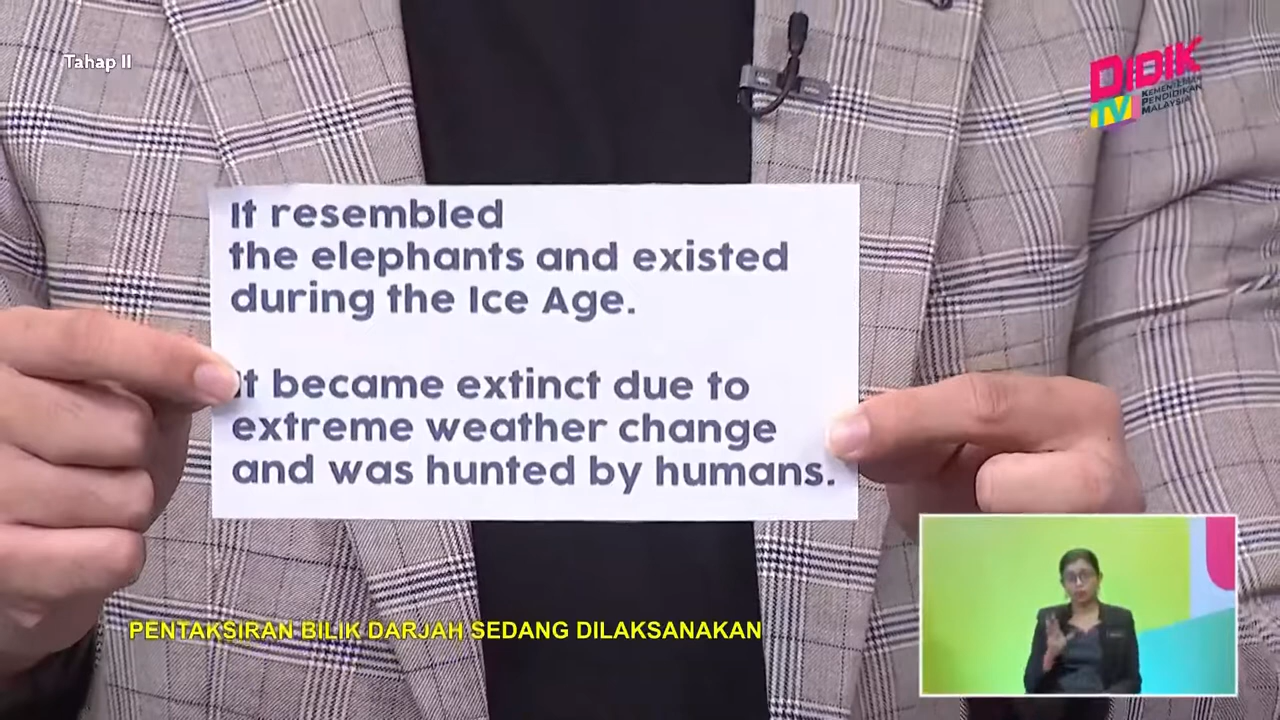 Tahap II
DIDIK
TV
KEMENTERIAN
PENDIDIKAN
MALAYSIA
It resembled
the elephants and existed
during the Ice Age.
It became extinct due to
extreme weather change
and was hunted by humans.
PENTAKSIRAN BILIK DARJAH SEDANG DILAKSANAKAN